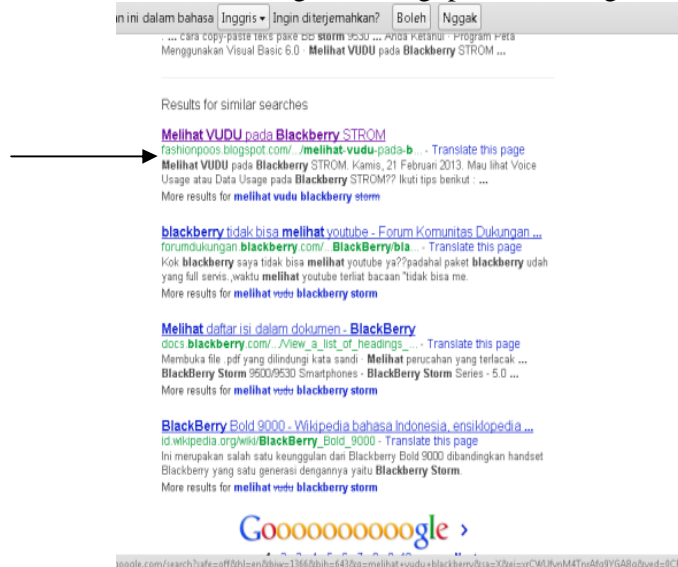 an ini dalam bahasa Inggris Ingin diterjemahkan? Boleh Nggak
. ... cara copy-paste teks pake BB storm 9530 ... Anda Ketahui · Program Peta
Menggunakan Visual Basic 6.0 · Melihat VUDU pada Blackberry STROM ...
Results for similar searches
Melihat VUDU pada Blackberry STROM
fashionpoos.blogspot.com/.../melihat-vudu-pada-b... - Translate this page
Melihat VUDU pada Blackberry STROM. Kamis, 21 Februari 2013. Mau lihat Voice
Usage atau Data Usage pada Blackberry STROM?? Ikuti tips berikut : ...
More results for melihat vudu blackberry storm
blackberry tidak bisa melihat youtube - Forum Komunitas Dukungan ...
forumdukungan.blackberry.com/...BlackBerry/bla... - Translate this page
Kok blackberry saya tidak bisa melihat youtube ya??padahal paket blackberry udah
yang full servis.,waktu melihat youtube terliat bacaan "tidak bisa me.
More results for melihat vudu blackberry storm
Melihat daftar isi dalam dokumen - BlackBerry
docs.blackberry.com/.../View_a_list_of_headings_... - Translate this page
Membuka file .pdf yang dilindungi kata sandi · Melihat perucahan yang terlacak ...
BlackBerry Storm 9500/9530 Smartphones - BlackBerry Storm Series - 5.0 ...
More results for melihat vudu blackberry storm
BlackBerry Bold 9000 - Wikipedia bahasa Indonesia, ensiklopedia ...
id.wikipedia.org/wiki/BlackBerry_Bold_9000 - Translate this page
Ini merupakan salah satu keunggulan dari Blackberry Bold 9000 dibandingkan handset
Blackberry yang satu generasi dengannya yaitu Blackberry Storm.
More results for melihat vudu blackberry storm
Goooooooooogle >